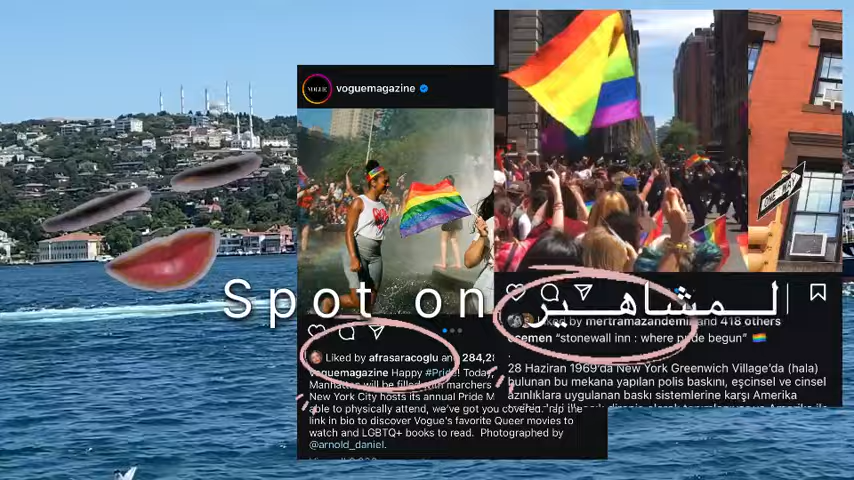 VOGUE
voguemagazine
Spot on لـمشاهـيـر
Liked by afrasaracoglu and 284,28
voguemagazine Happy #Pride! Today,
Manhattan will be filled with marchers
New York City hosts its annual Pride M
able to physically attend, we've got you covered.
link in bio to discover Vogue's favorite Queer movies to
watch and LGBTQ+ books to read. Photographed by
@arnold_daniel.
ONE WAY
Liked by mertramazandemir and 418 others
ocemen “stonewall inn : where pride begun” 🏳️‍🌈
.
28 Haziran 1969'da New York Greenwich Village'da (hala)
bulunan bu mekana yapılan polis baskını, eşcinsel ve cinsel
azınlıklara uygulanan baskı sistemlerine karşı Amerika